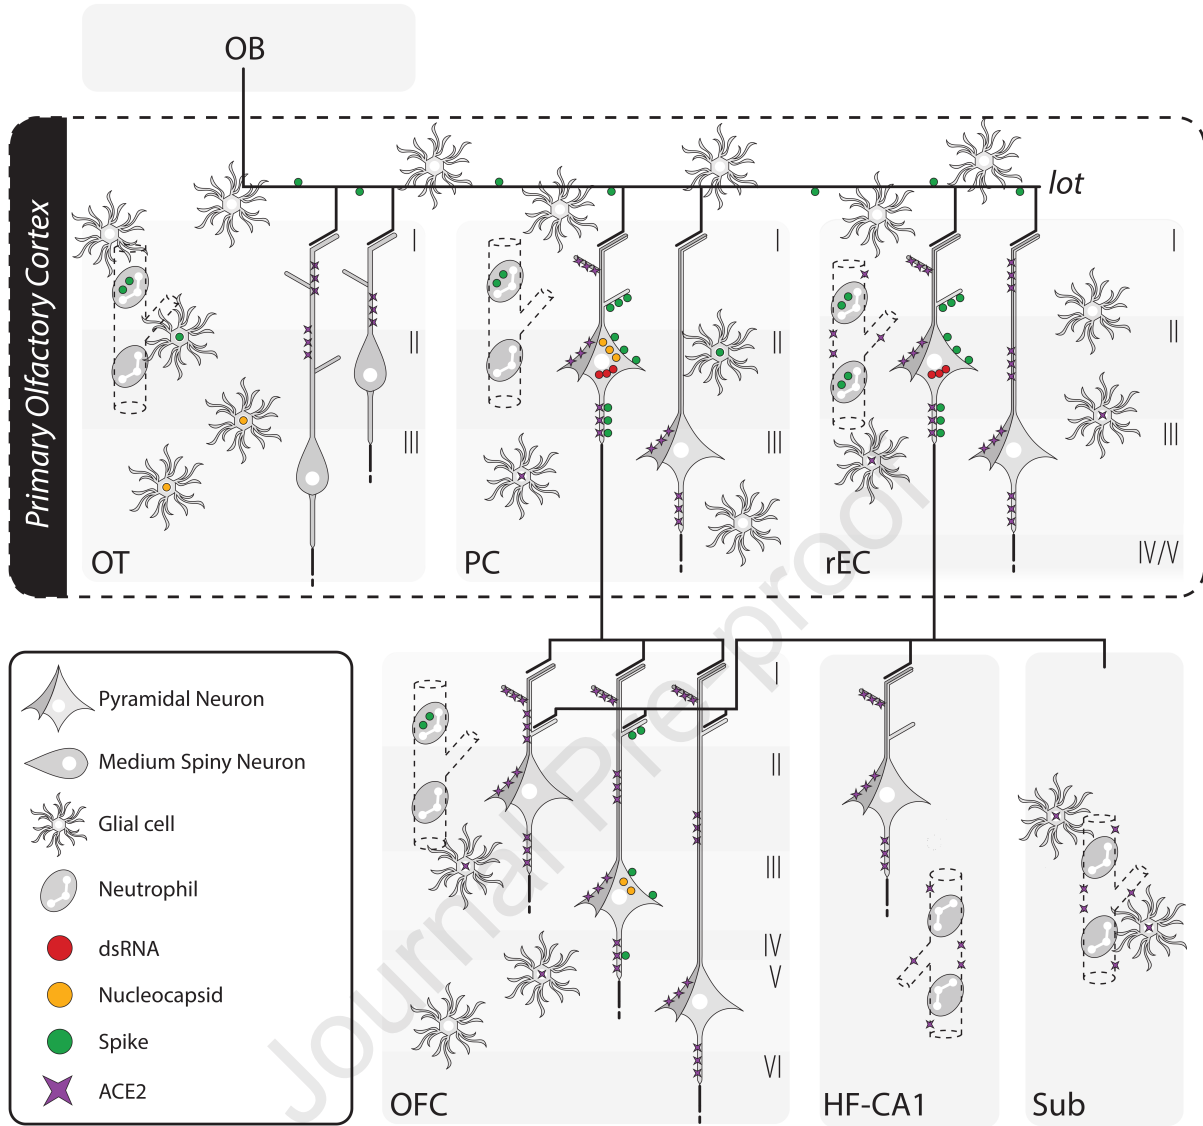 OB
lot
Primary Olfactory Cortex
I
II
III
OT
I
II
III
PC
I
II
III
IV/V
rEC
Pyramidal Neuron
Medium Spiny Neuron
Glial cell
Neutrophil
dsRNA
Nucleocapsid
Spike
ACE2
I
II
III
IV
V
VI
OFC
HF-CA1
Sub
Journal Pre-proof